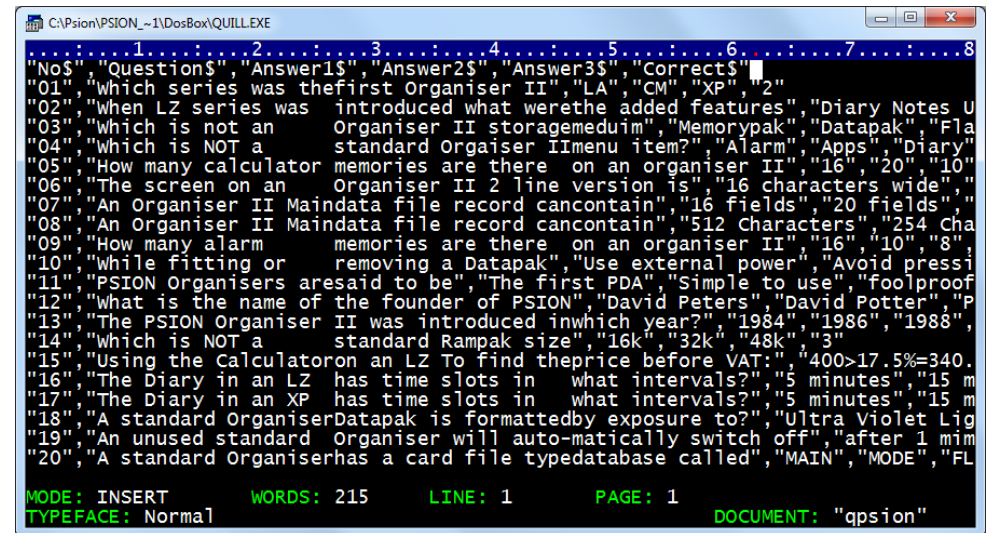 C:\Psion\PSION_~1\DosBox\QUILL.EXE
....:....1....:....2....:....3....:....4....:....5....:....6....:....7....:....8
"No$","Question$","Answer1$","Answer2$","Answer3$","Correct$"
"01","Which series was thefirst Organiser II","LA","CM","XP","2"
"02","When LZ series was  introduced what werethe added features","Diary Notes U
"03","Which is not an     Organiser II storagemeduim","Memorypak","Datapak","Fla
"04","Which is NOT a      standard Orgaiser IImenu item?","Alarm","Apps","Diary"
"05","How many calculator memories are there  on an organiser II","16","20","10"
"06","The screen on an    Organiser II 2 line version is","16 characters wide","
"07","An Organiser II Maindata file record cancontain","16 fields","20 fields","
"08","An Organiser II Maindata file record cancontain","512 Characters","254 Cha
"09","How many alarm      memories are there  on an organiser II","16","10","8",
"10","While fitting or    removing a Datapak","Use external power","Avoid pressi
"11","PSION Organisers aresaid to be","The first PDA","Simple to use","foolproof
"12","What is the name of the founder of PSION","David Peters","David Potter","P
"13","The PSION Organiser II was introduced inwhich year?","1984","1986","1988",
"14","Which is NOT a      standard Rampak size","16k","32k","48k","3"
"15","Using the Calculatoron an LZ To find theprice before VAT:","400>17.5%=340.
"16","The Diary in an LZ  has time slots in   what intervals?","5 minutes","15 m
"17","The Diary in an XP  has time slots in   what intervals?","5 minutes","15 m
"18","A standard OrganiserDatapak is formattedby exposure to?","Ultra Violet Lig
"19","An unused standard  Organiser will auto-matically switch off","after 1 mim
"20","A standard Organiserhas a card file typedatabase called","MAIN","MODE","FL
MODE: INSERT WORDS: 215 LINE: 1 PAGE: 1
TYPEFACE: Normal DOCUMENT: "qpsion"